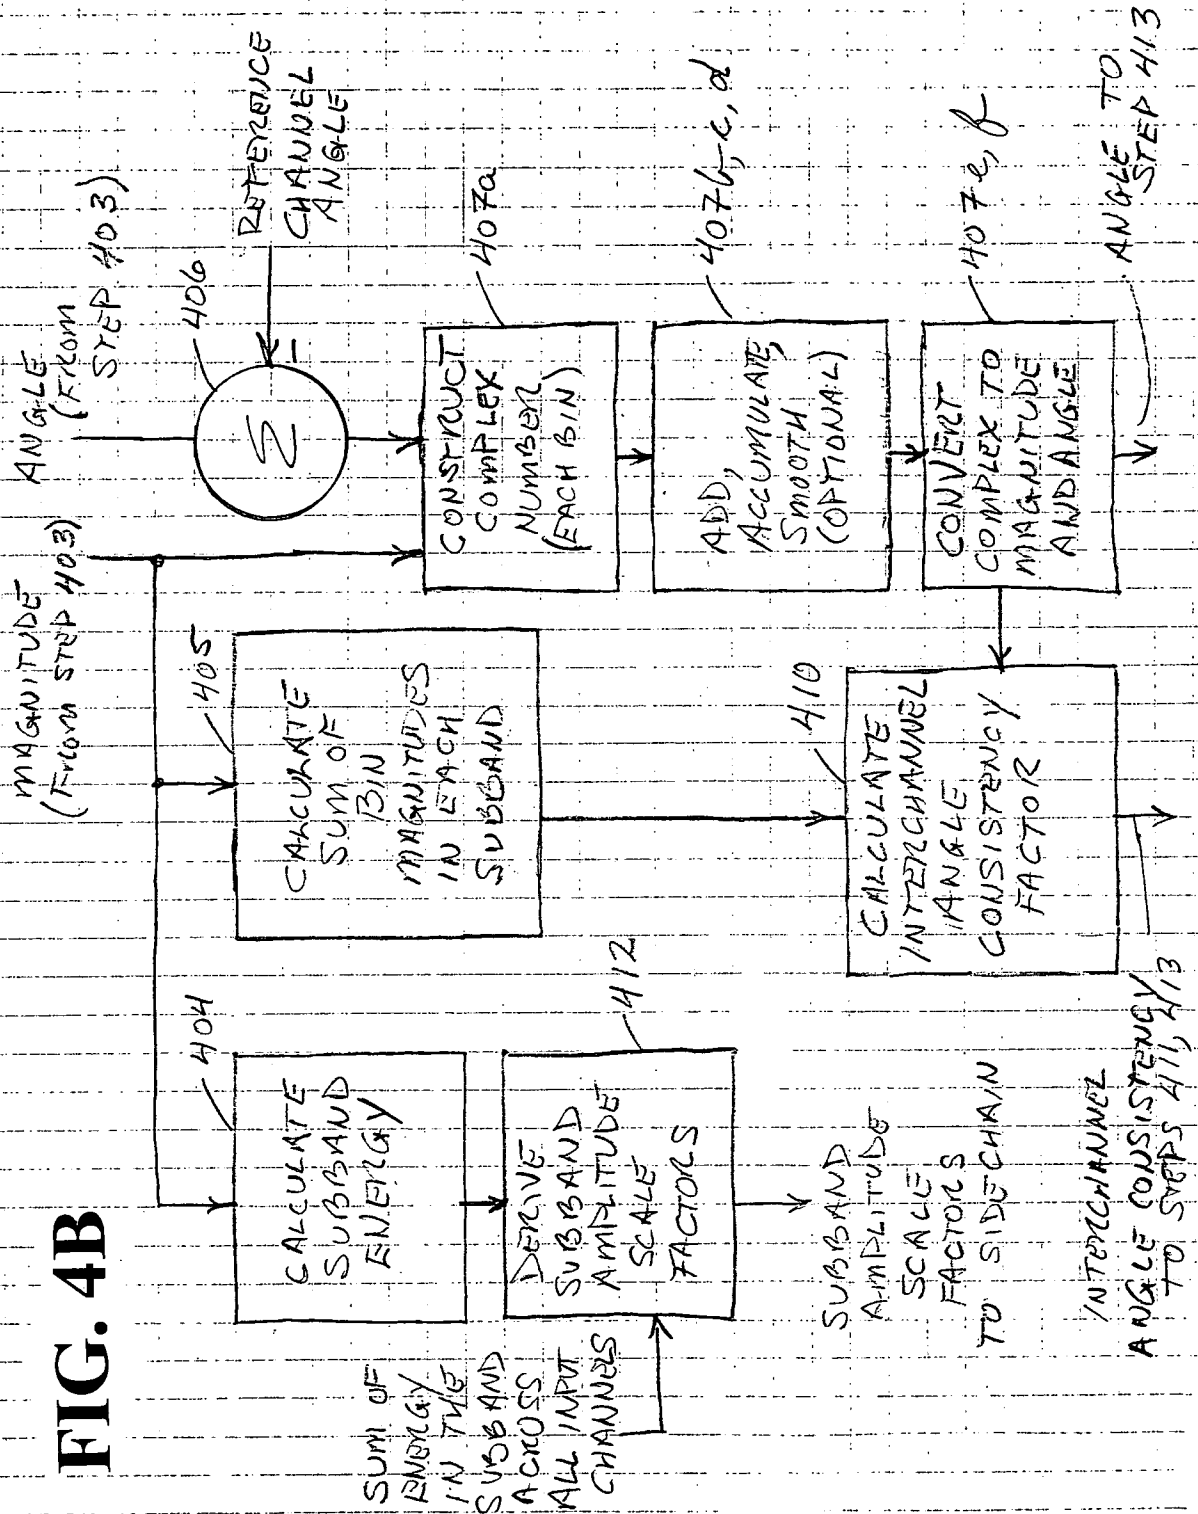 FIG. 4B
MAGNITUDE
(FROM STEP 403)
ANGLE
(FROM
STEP 403)
404
405
406
REFERENCE
CHANNEL
ANGLE
Σ
−
CALCULATE
SUBBAND
ENERGY
CALCULATE
SUM OF
BIN
MAGNITUDES
IN EACH
SUBBAND
CONSTRUCT
COMPLEX
NUMBER
(EACH BIN)
407a
SUM OF
ENERGY
IN THE
SUBBAND
ACROSS
ALL INPUT
CHANNELS
DERIVE
SUBBAND
AMPLITUDE
SCALE
FACTORS
412
ADD,
ACCUMULATE,
SMOOTH
(OPTIONAL)
407b, c, d
410
CALCULATE
INTERCHANNEL
ANGLE
CONSISTENCY
FACTOR
CONVERT
COMPLEX TO
MAGNITUDE
AND ANGLE
407e, f
SUBBAND
AMPLITUDE
SCALE
FACTORS
TO SIDECHAIN
INTERCHANNEL
ANGLE CONSISTENCY
TO STEPS 411, 413
ANGLE TO
STEP 413